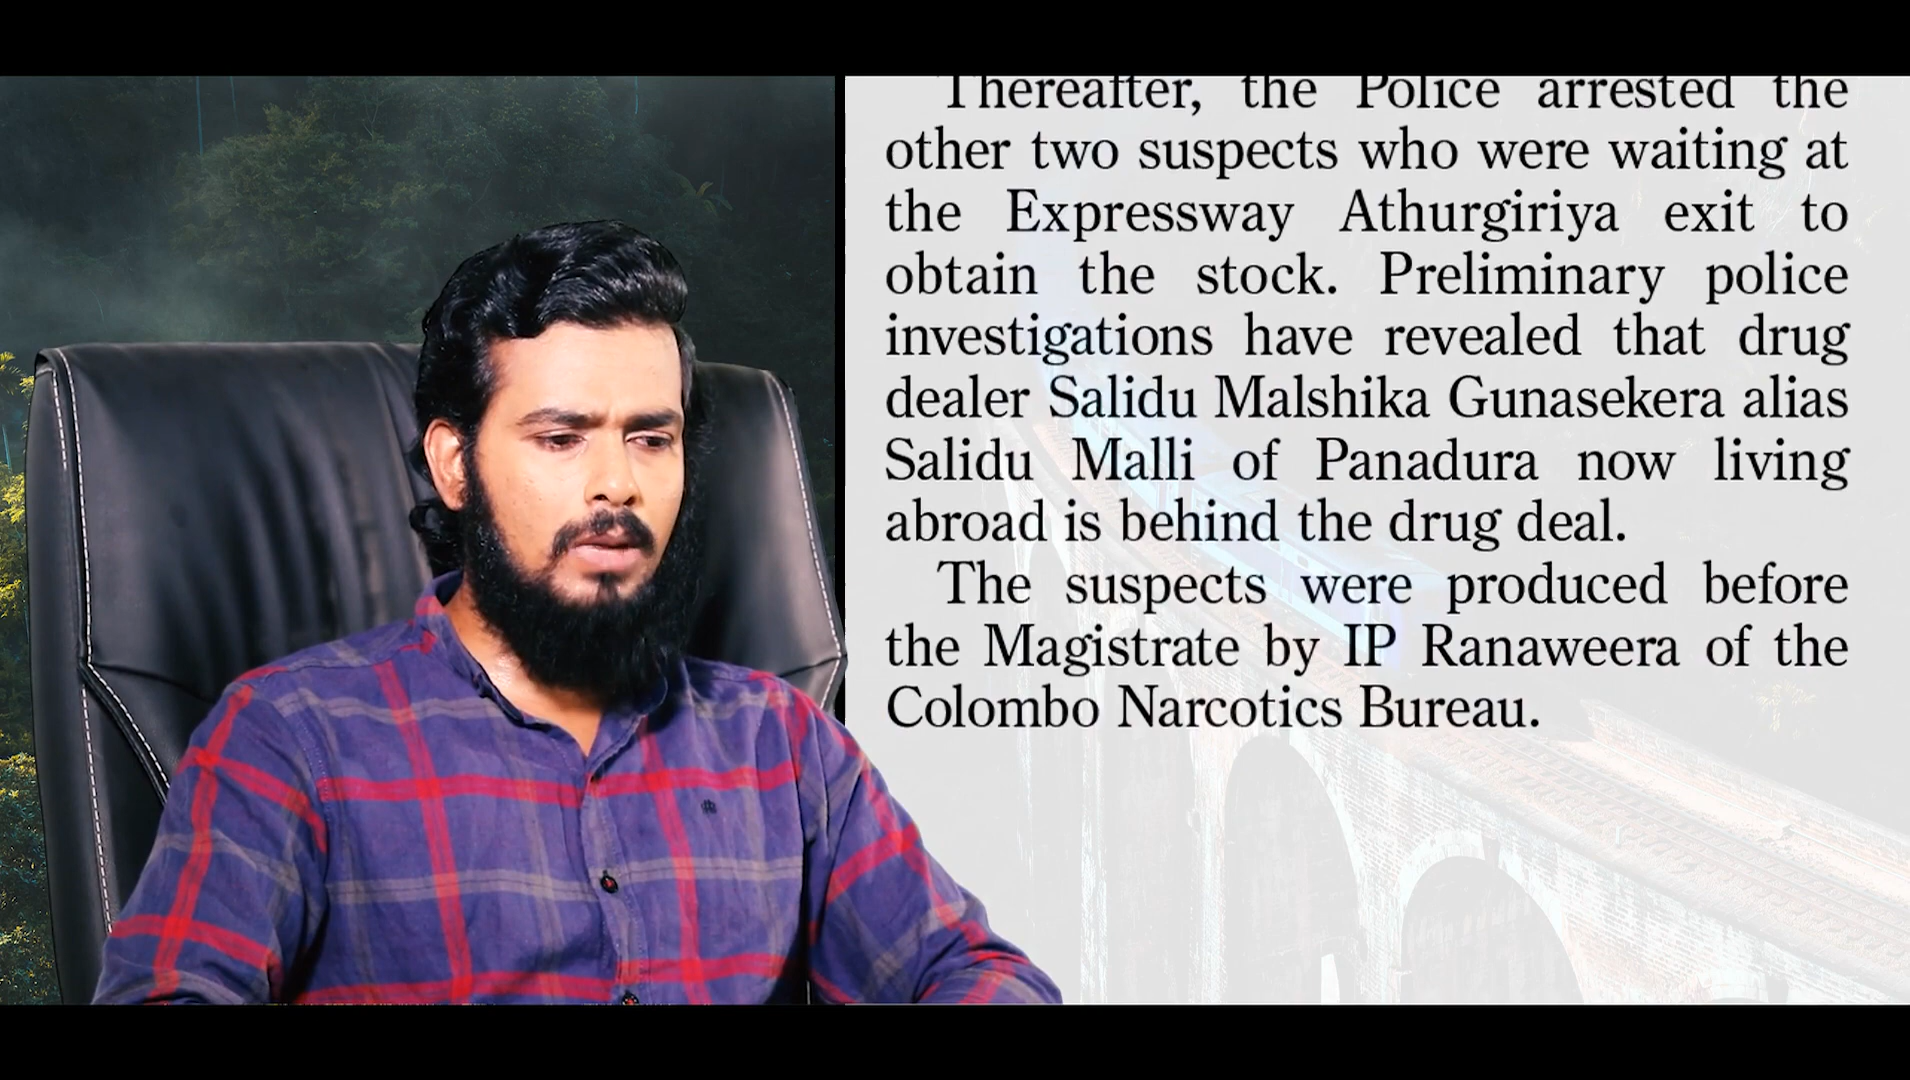 Thereafter, the Police arrested the
other two suspects who were waiting at
the Expressway Athurgiriya exit to
obtain the stock. Preliminary police
investigations have revealed that drug
dealer Salidu Malshika Gunasekera alias
Salidu Malli of Panadura now living
abroad is behind the drug deal.
The suspects were produced before
the Magistrate by IP Ranaweera of the
Colombo Narcotics Bureau.